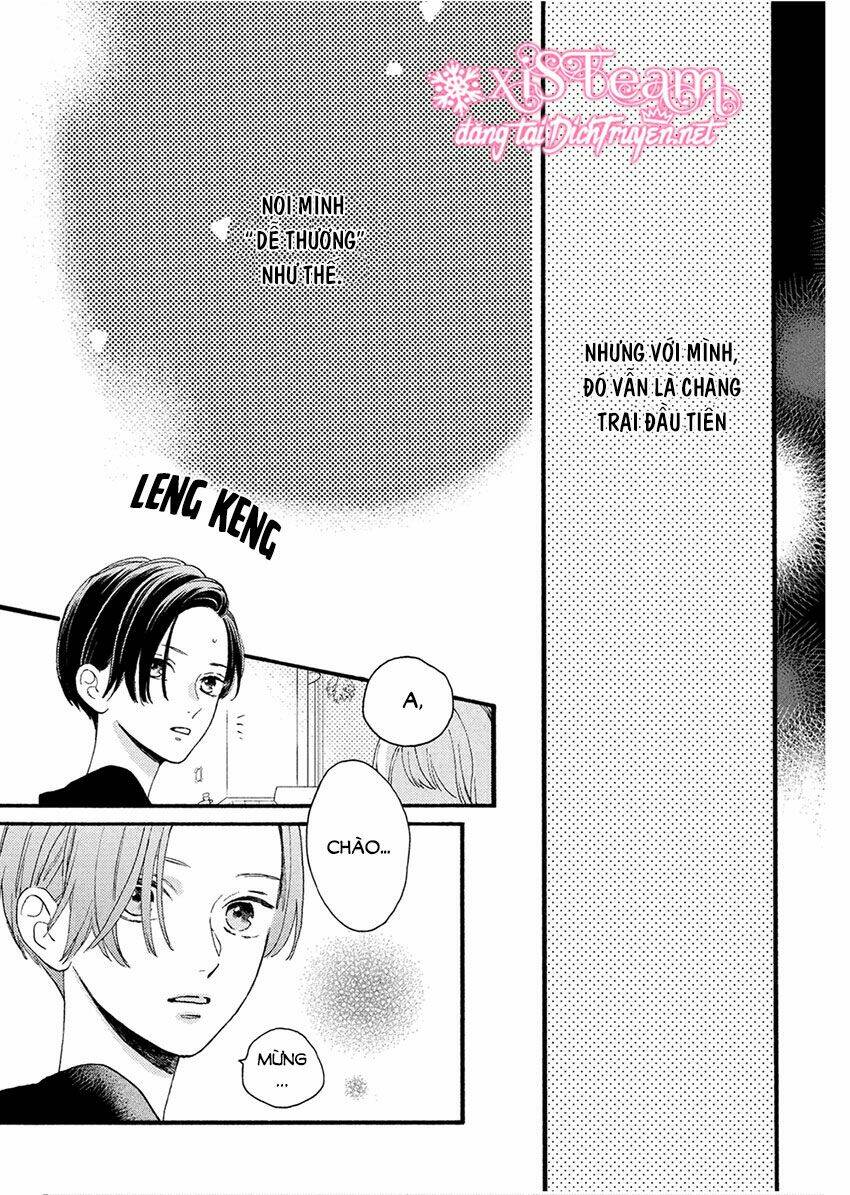 xiSTeam
đăng tại DichTruyen.net
NHƯNG VỚI MÌNH,
ĐÓ VẪN LÀ CHÀNG
TRAI ĐẦU TIÊN
NÓI MÌNH
“DỄ THƯƠNG”
NHƯ THẾ.
LENG KENG
A,
CHÀO...
MỪNG
...